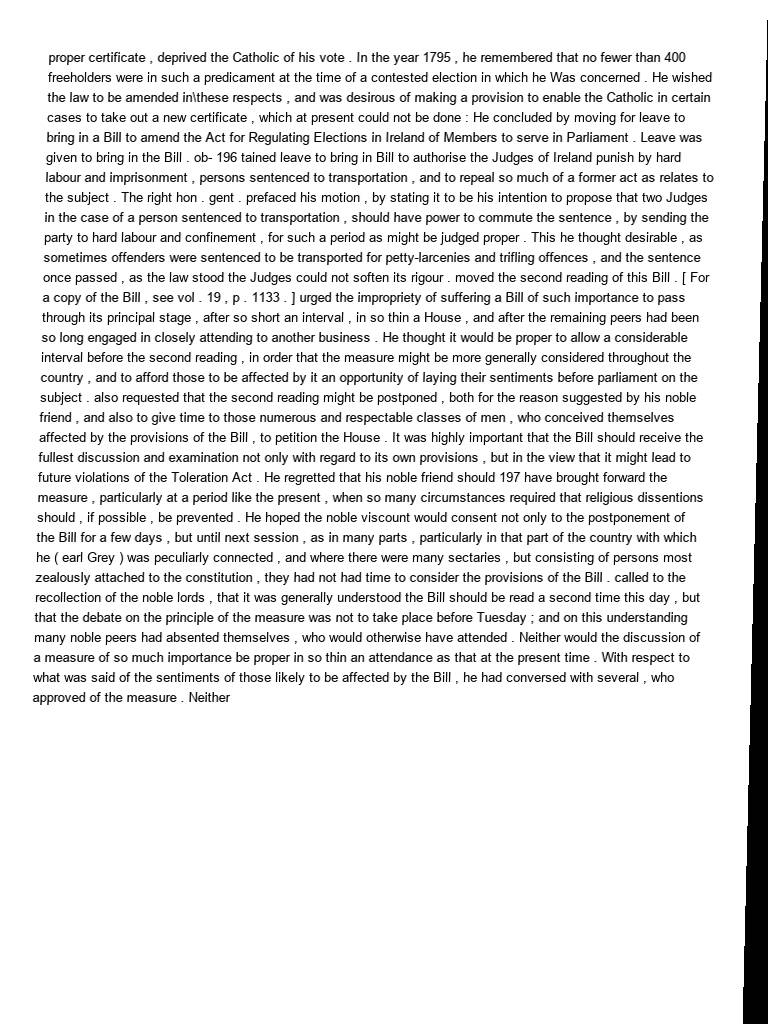 proper certificate , deprived the Catholic of his vote . In the year 1795 , he remembered that no fewer than 400
freeholders were in such a predicament at the time of a contested election in which he Was concerned . He wished
the law to be amended in\these respects , and was desirous of making a provision to enable the Catholic in certain
cases to take out a new certificate , which at present could not be done : He concluded by moving for leave to
bring in a Bill to amend the Act for Regulating Elections in Ireland of Members to serve in Parliament . Leave was
given to bring in the Bill . ob- 196 tained leave to bring in Bill to authorise the Judges of Ireland punish by hard
labour and imprisonment , persons sentenced to transportation , and to repeal so much of a former act as relates to
the subject . The right hon . gent . prefaced his motion , by stating it to be his intention to propose that two Judges
in the case of a person sentenced to transportation , should have power to commute the sentence , by sending the
party to hard labour and confinement , for such a period as might be judged proper . This he thought desirable , as
sometimes offenders were sentenced to be transported for petty-larcenies and trifling offences , and the sentence
once passed , as the law stood the Judges could not soften its rigour . moved the second reading of this Bill . [ For
a copy of the Bill , see vol . 19 , p . 1133 . ] urged the impropriety of suffering a Bill of such importance to pass
through its principal stage , after so short an interval , in so thin a House , and after the remaining peers had been
so long engaged in closely attending to another business . He thought it would be proper to allow a considerable
interval before the second reading , in order that the measure might be more generally considered throughout the
country , and to afford those to be affected by it an opportunity of laying their sentiments before parliament on the
subject . also requested that the second reading might be postponed , both for the reason suggested by his noble
friend , and also to give time to those numerous and respectable classes of men , who conceived themselves
affected by the provisions of the Bill , to petition the House . It was highly important that the Bill should receive the
fullest discussion and examination not only with regard to its own provisions , but in the view that it might lead to
future violations of the Toleration Act . He regretted that his noble friend should 197 have brought forward the
measure , particularly at a period like the present , when so many circumstances required that religious dissentions
should , if possible , be prevented . He hoped the noble viscount would consent not only to the postponement of
the Bill for a few days , but until next session , as in many parts , particularly in that part of the country with which
he ( earl Grey ) was peculiarly connected , and where there were many sectaries , but consisting of persons most
zealously attached to the constitution , they had not had time to consider the provisions of the Bill . called to the
recollection of the noble lords , that it was generally understood the Bill should be read a second time this day , but
that the debate on the principle of the measure was not to take place before Tuesday ; and on this understanding
many noble peers had absented themselves , who would otherwise have attended . Neither would the discussion of
a measure of so much importance be proper in so thin an attendance as that at the present time . With respect to
what was said of the sentiments of those likely to be affected by the Bill , he had conversed with several , who
approved of the measure . Neither